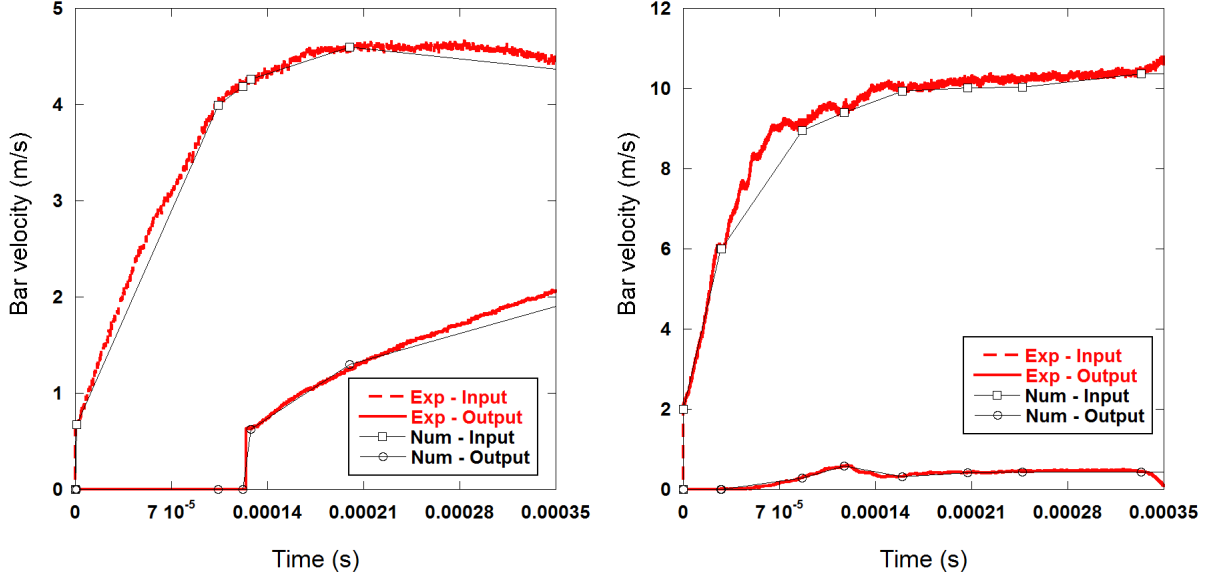 5
4
3
2
1
0
Bar velocity (m/s)
Exp - Input
Exp - Output
Num - Input
Num - Output
0
7 10-5
0.00014
0.00021
0.00028
0.00035
Time (s)
12
10
8
6
4
2
0
Bar velocity (m/s)
Exp - Input
Exp - Output
Num - Input
Num - Output
0
7 10-5
0.00014
0.00021
0.00028
0.00035
Time (s)